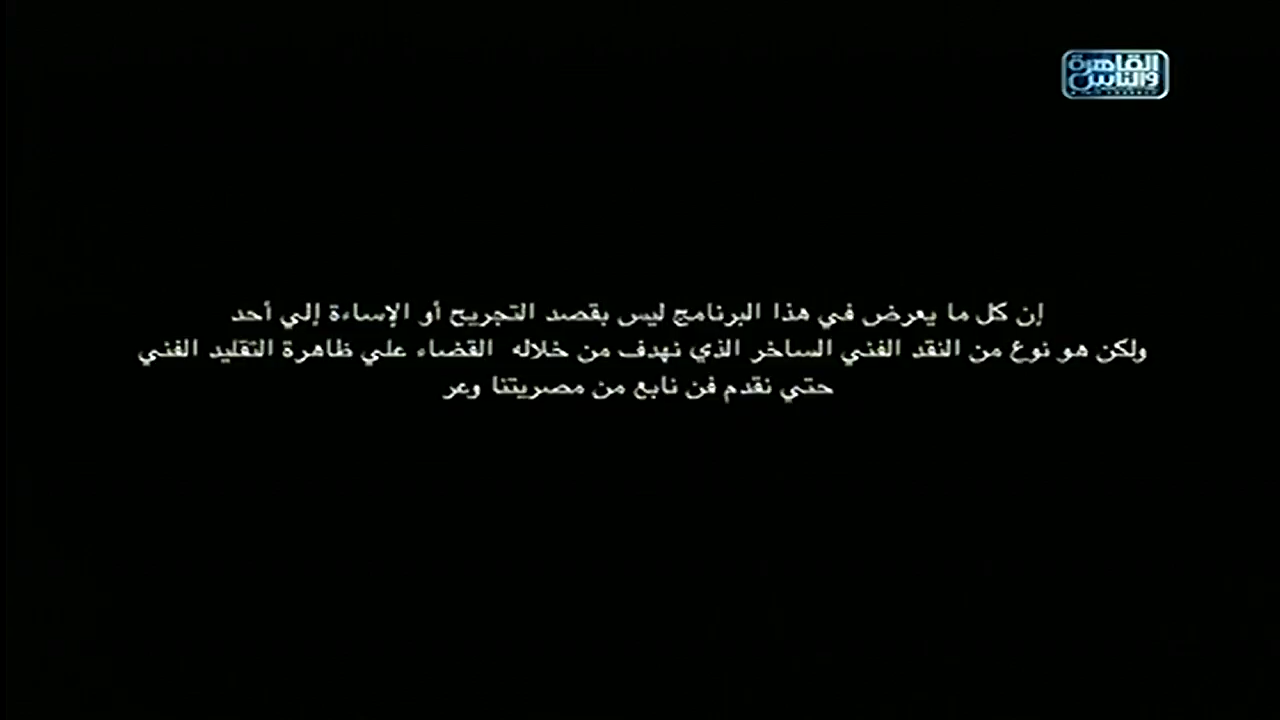 القاهرة
والناس
إن كل ما يعرض في هذا البرنامج ليس بقصد التجريح أو الإساءة إلي أحد
ولكن هو نوع من النقد الفني الساخر الذي نهدف من خلاله القضاء علي ظاهرة التقليد الفني
حتي نقدم فن نابع من مصريتنا وعر